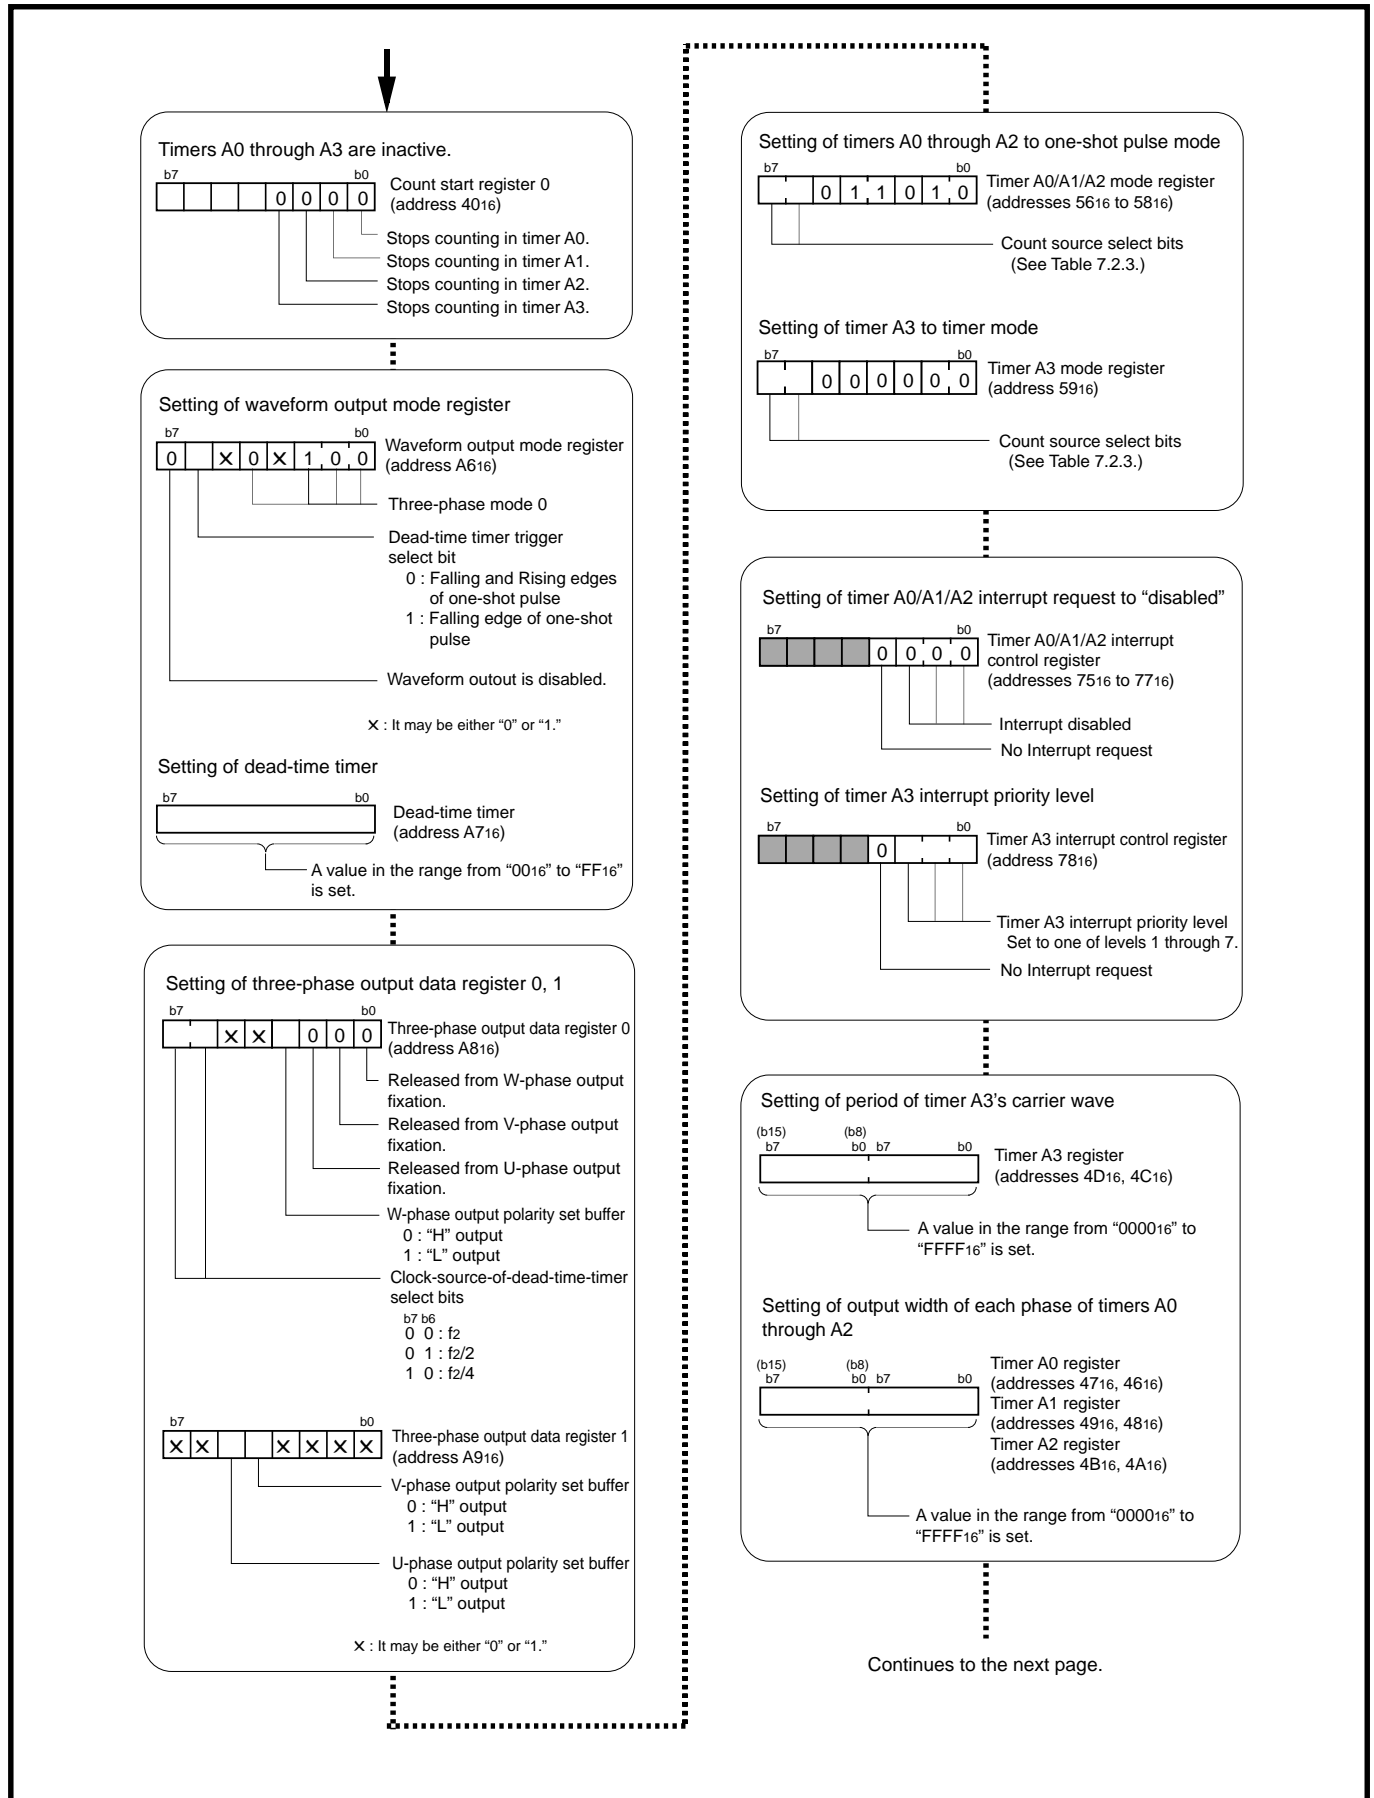 Timers A0 through A3 are inactive.
b7 b0
0 0 0 0
Count start register 0
(address 4016)
Stops counting in timer A0.
Stops counting in timer A1.
Stops counting in timer A2.
Stops counting in timer A3.
Setting of waveform output mode register
b7 b0
0 × 0 × 1 0 0
Waveform output mode register
(address A616)
Three-phase mode 0
Dead-time timer trigger
select bit
0 : Falling and Rising edges
of one-shot pulse
1 : Falling edge of one-shot
pulse
Waveform outout is disabled.
× : It may be either “0” or “1.”
Setting of dead-time timer
b7 b0
Dead-time timer
(address A716)
A value in the range from “0016” to “FF16”
is set.
Setting of three-phase output data register 0, 1
b7 b0
× × 0 0 0
Three-phase output data register 0
(address A816)
Released from W-phase output
fixation.
Released from V-phase output
fixation.
Released from U-phase output
fixation.
W-phase output polarity set buffer
0 : “H” output
1 : “L” output
Clock-source-of-dead-time-timer
select bits
b7 b6
0 0 : f2
0 1 : f2/2
1 0 : f2/4
b7 b0
× × × × × ×
Three-phase output data register 1
(address A916)
V-phase output polarity set buffer
0 : “H” output
1 : “L” output
U-phase output polarity set buffer
0 : “H” output
1 : “L” output
× : It may be either “0” or “1.”
Setting of timers A0 through A2 to one-shot pulse mode
b7 b0
0 1 1 0 1 0
Timer A0/A1/A2 mode register
(addresses 5616 to 5816)
Count source select bits
(See Table 7.2.3.)
Setting of timer A3 to timer mode
b7 b0
0 0 0 0 0 0
Timer A3 mode register
(address 5916)
Count source select bits
(See Table 7.2.3.)
Setting of timer A0/A1/A2 interrupt request to “disabled”
b7 b0
0 0 0 0
Timer A0/A1/A2 interrupt
control register
(addresses 7516 to 7716)
Interrupt disabled
No Interrupt request
Setting of timer A3 interrupt priority level
b7 b0
0
Timer A3 interrupt control register
(address 7816)
Timer A3 interrupt priority level
Set to one of levels 1 through 7.
No Interrupt request
Setting of period of timer A3’s carrier wave
(b15) (b8)
b7 b0 b7 b0
Timer A3 register
(addresses 4D16, 4C16)
A value in the range from “000016” to
“FFFF16” is set.
Setting of output width of each phase of timers A0
through A2
(b15) (b8)
b7 b0 b7 b0
Timer A0 register
(addresses 4716, 4616)
Timer A1 register
(addresses 4916, 4816)
Timer A2 register
(addresses 4B16, 4A16)
A value in the range from “000016” to
“FFFF16” is set.
Continues to the next page.